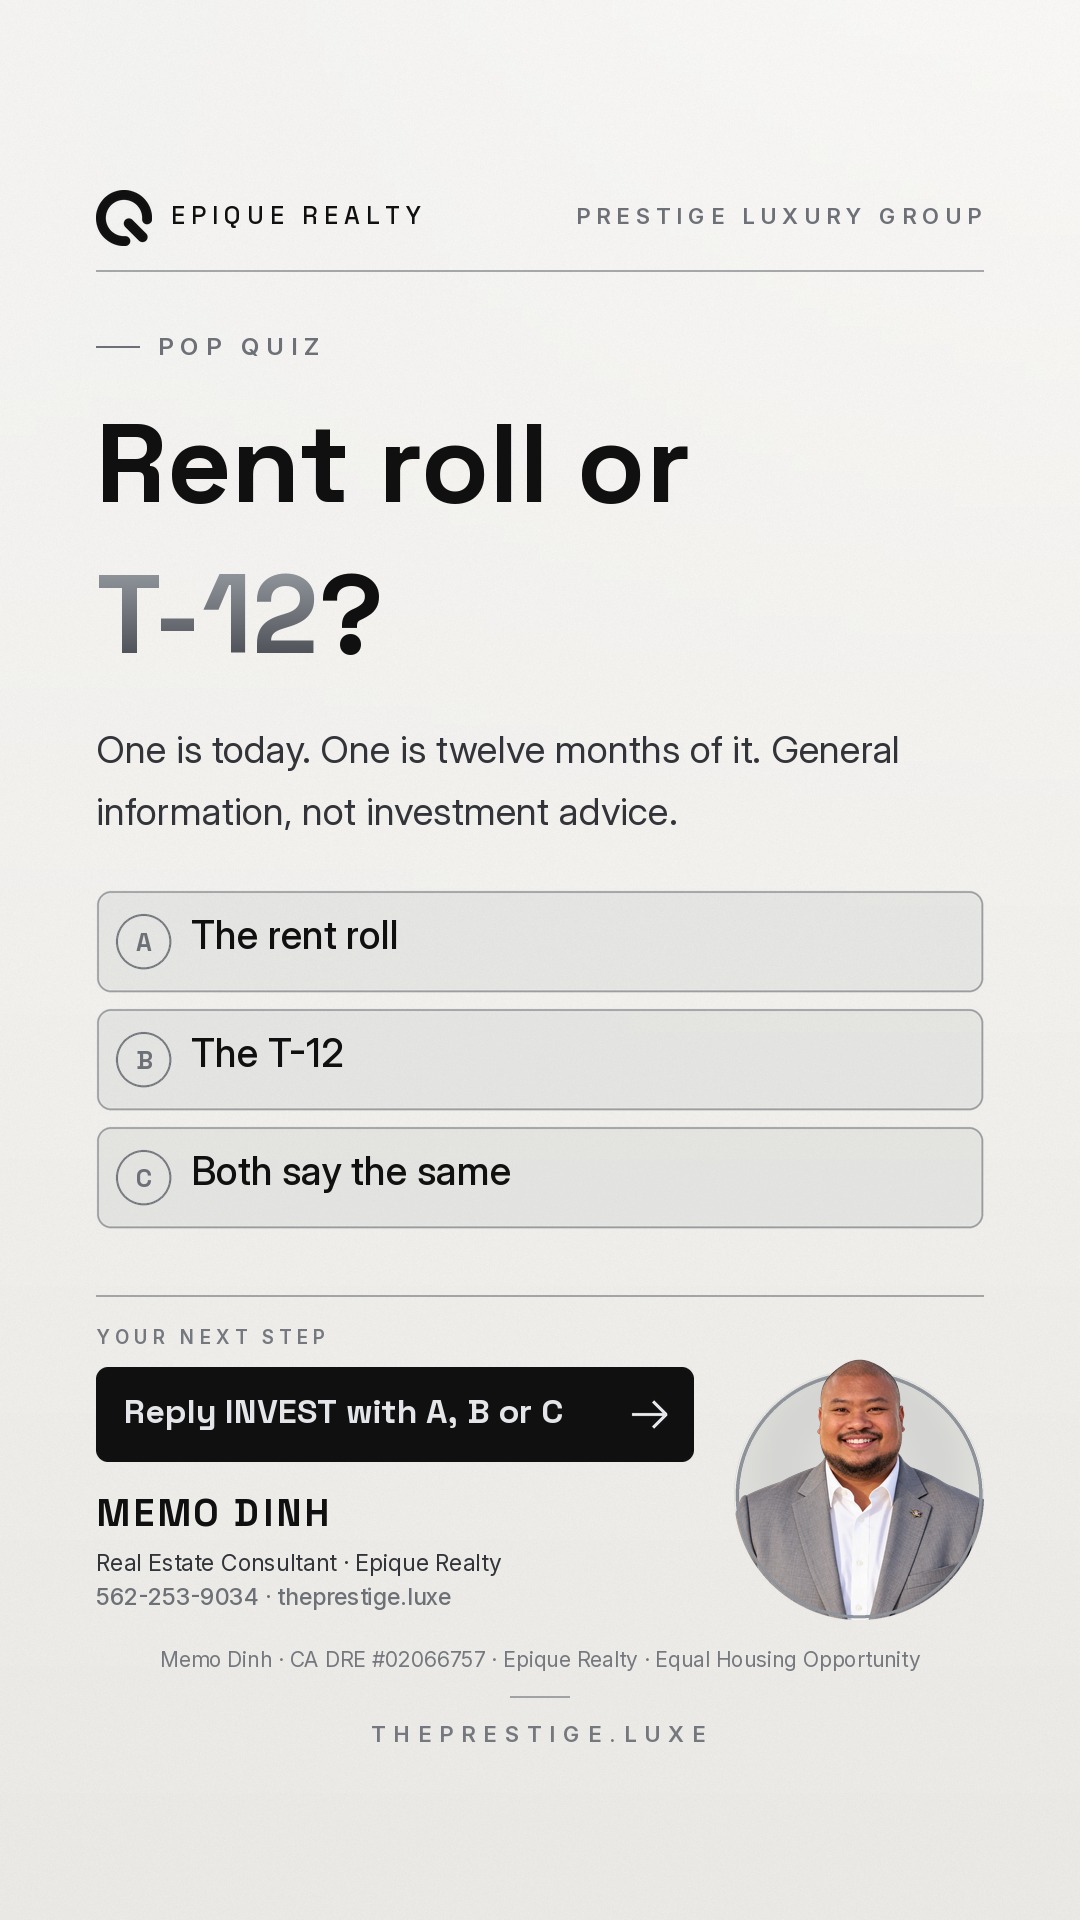 EPIQUE REALTY
PRESTIGE LUXURY GROUP
POP QUIZ
Rent roll or
T-12?
One is today. One is twelve months of it. General
information, not investment advice.
A The rent roll
B The T-12
C Both say the same
YOUR NEXT STEP
Reply INVEST with A, B or C →
MEMO DINH
Real Estate Consultant · Epique Realty
562-253-9034 · theprestige.luxe
Memo Dinh · CA DRE #02066757 · Epique Realty · Equal Housing Opportunity
THEPRESTIGE.LUXE